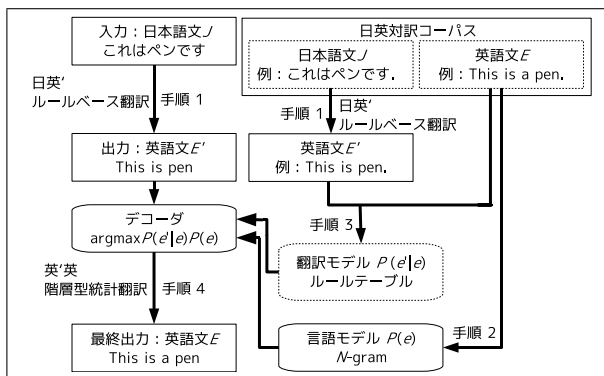 入力：日本語文J
これはペンです
日英'
ルールベース翻訳
手順 1
出力：英語文E'
This is pen
デコーダ
argmaxP(e'|e)P(e)
英'英
階層型統計翻訳
手順 4
最終出力：英語文E
This is a pen
日英対訳コーパス
日本語文J
例：これはペンです.
英語文E
例：This is a pen.
手順 1
日英'
ルールベース翻訳
英語文E'
例：This is pen.
手順 3
翻訳モデル P(e'|e)
ルールテーブル
手順 2
言語モデル P(e)
N-gram